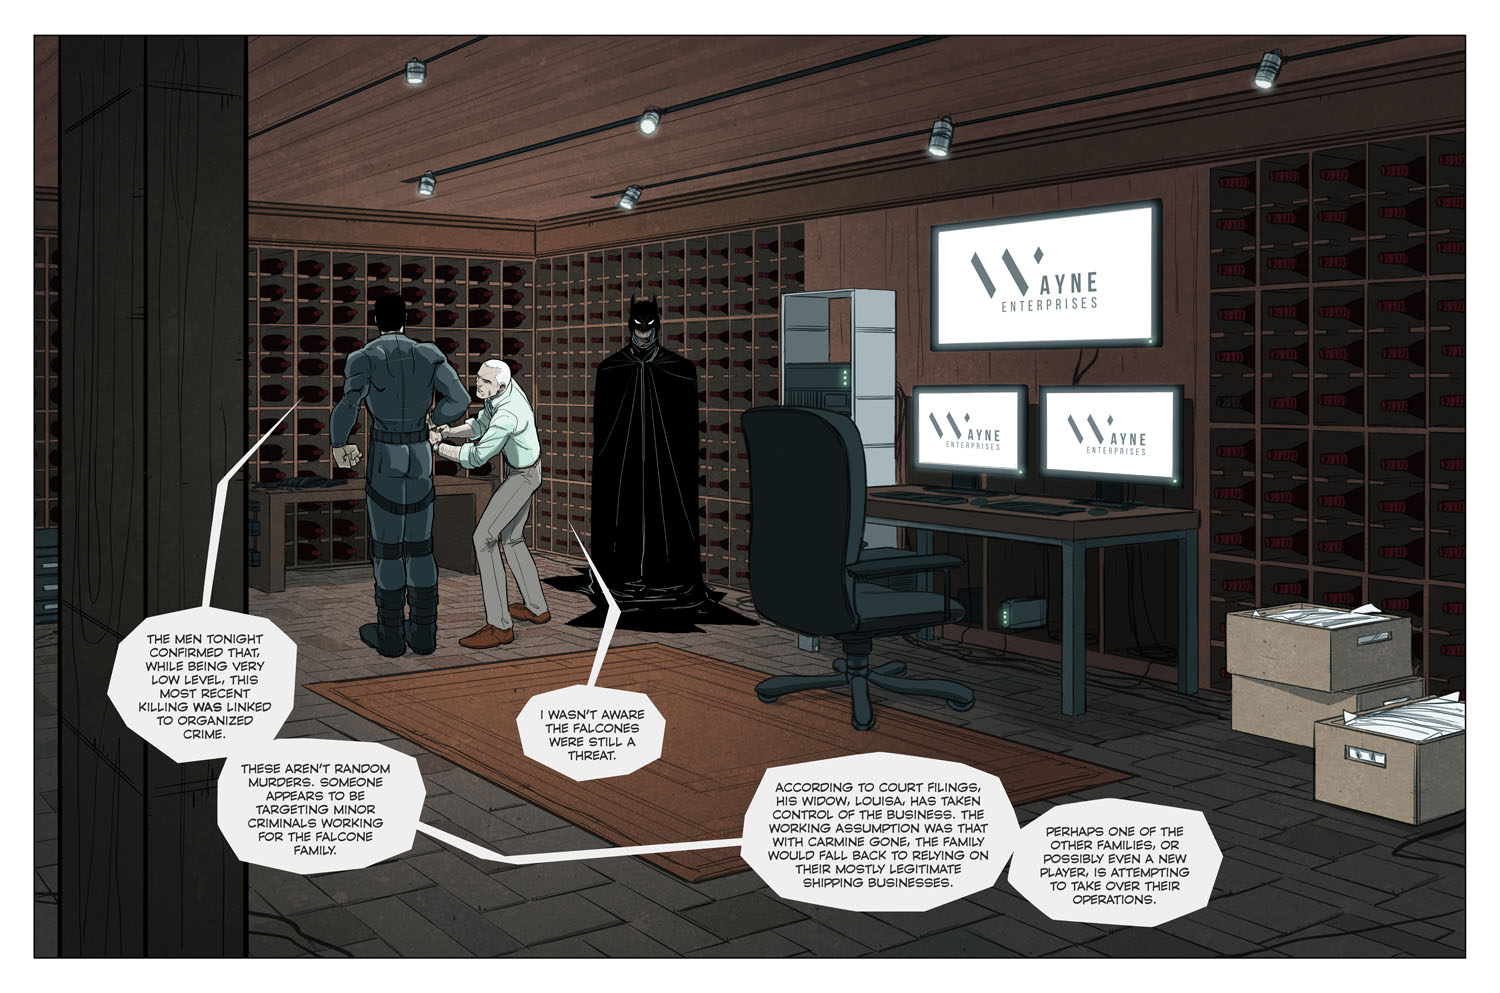 WAYNE
ENTERPRISES
WAYNE
ENTERPRISES
WAYNE
ENTERPRISES
THE MEN TONIGHT
CONFIRMED THAT,
WHILE BEING VERY
LOW LEVEL, THIS
MOST RECENT
KILLING WAS LINKED
TO ORGANIZED
CRIME.
THESE AREN'T RANDOM
MURDERS. SOMEONE
APPEARS TO BE
TARGETING MINOR
CRIMINALS WORKING
FOR THE FALCONE
FAMILY.
I WASN'T AWARE
THE FALCONES
WERE STILL A
THREAT.
ACCORDING TO COURT FILINGS,
HIS WIDOW, LOUISA, HAS TAKEN
CONTROL OF THE BUSINESS. THE
WORKING ASSUMPTION WAS THAT
WITH CARMINE GONE, THE FAMILY
WOULD FALL BACK TO RELYING ON
THEIR MOSTLY LEGITIMATE
SHIPPING BUSINESSES.
PERHAPS ONE OF THE
OTHER FAMILIES, OR
POSSIBLY EVEN A NEW
PLAYER, IS ATTEMPTING
TO TAKE OVER THEIR
OPERATIONS.